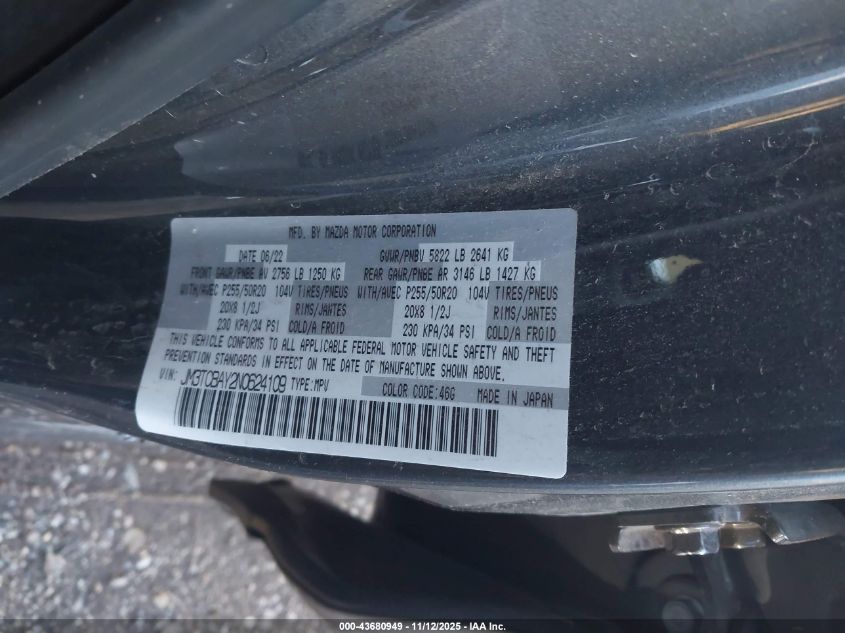 MFD. BY MAZDA MOTOR CORPORATION
DATE 06/22 GVWR/PNBV 5822 LB 2641 KG
FRONT GAWR/PNBE AV 2756 LB 1250 KG REAR GAWR/PNBE AR 3146 LB 1427 KG
WITH/AVEC P255/50R20 104V TIRES/PNEUS WITH/AVEC P255/50R20 104V TIRES/PNEUS
20X8 1/2J RIMS/JANTES 20X8 1/2J RIMS/JANTES
230 KPA/34 PSI COLD/A FROID 230 KPA/34 PSI COLD/A FROID
THIS VEHICLE CONFORMS TO ALL APPLICABLE FEDERAL MOTOR VEHICLE SAFETY AND THEFT
PREVENTION STANDARDS IN EFFECT ON THE DATE OF MANUFACTURE SHOWN ABOVE.
VIN: JM3TCBAY2N0624109 TYPE:MPV COLOR CODE:46G MADE IN JAPAN
000-43680949 - 11/12/2025 - IAA Inc.